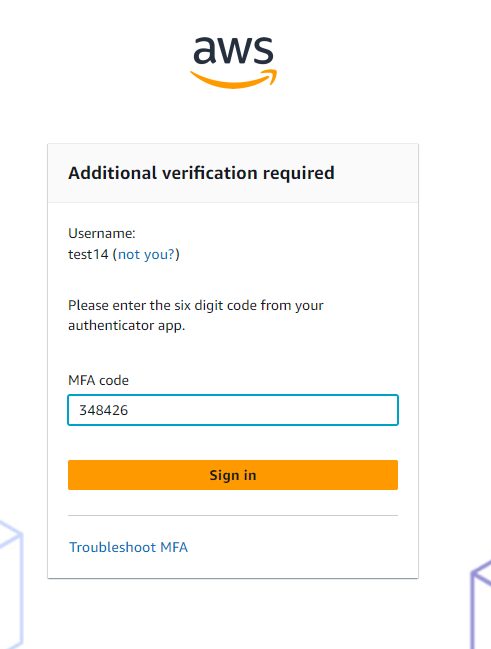 aws
Additional verification required
Username:
test14 (not you?)
Please enter the six digit code from your
authenticator app.
MFA code
348426
Sign in
Troubleshoot MFA